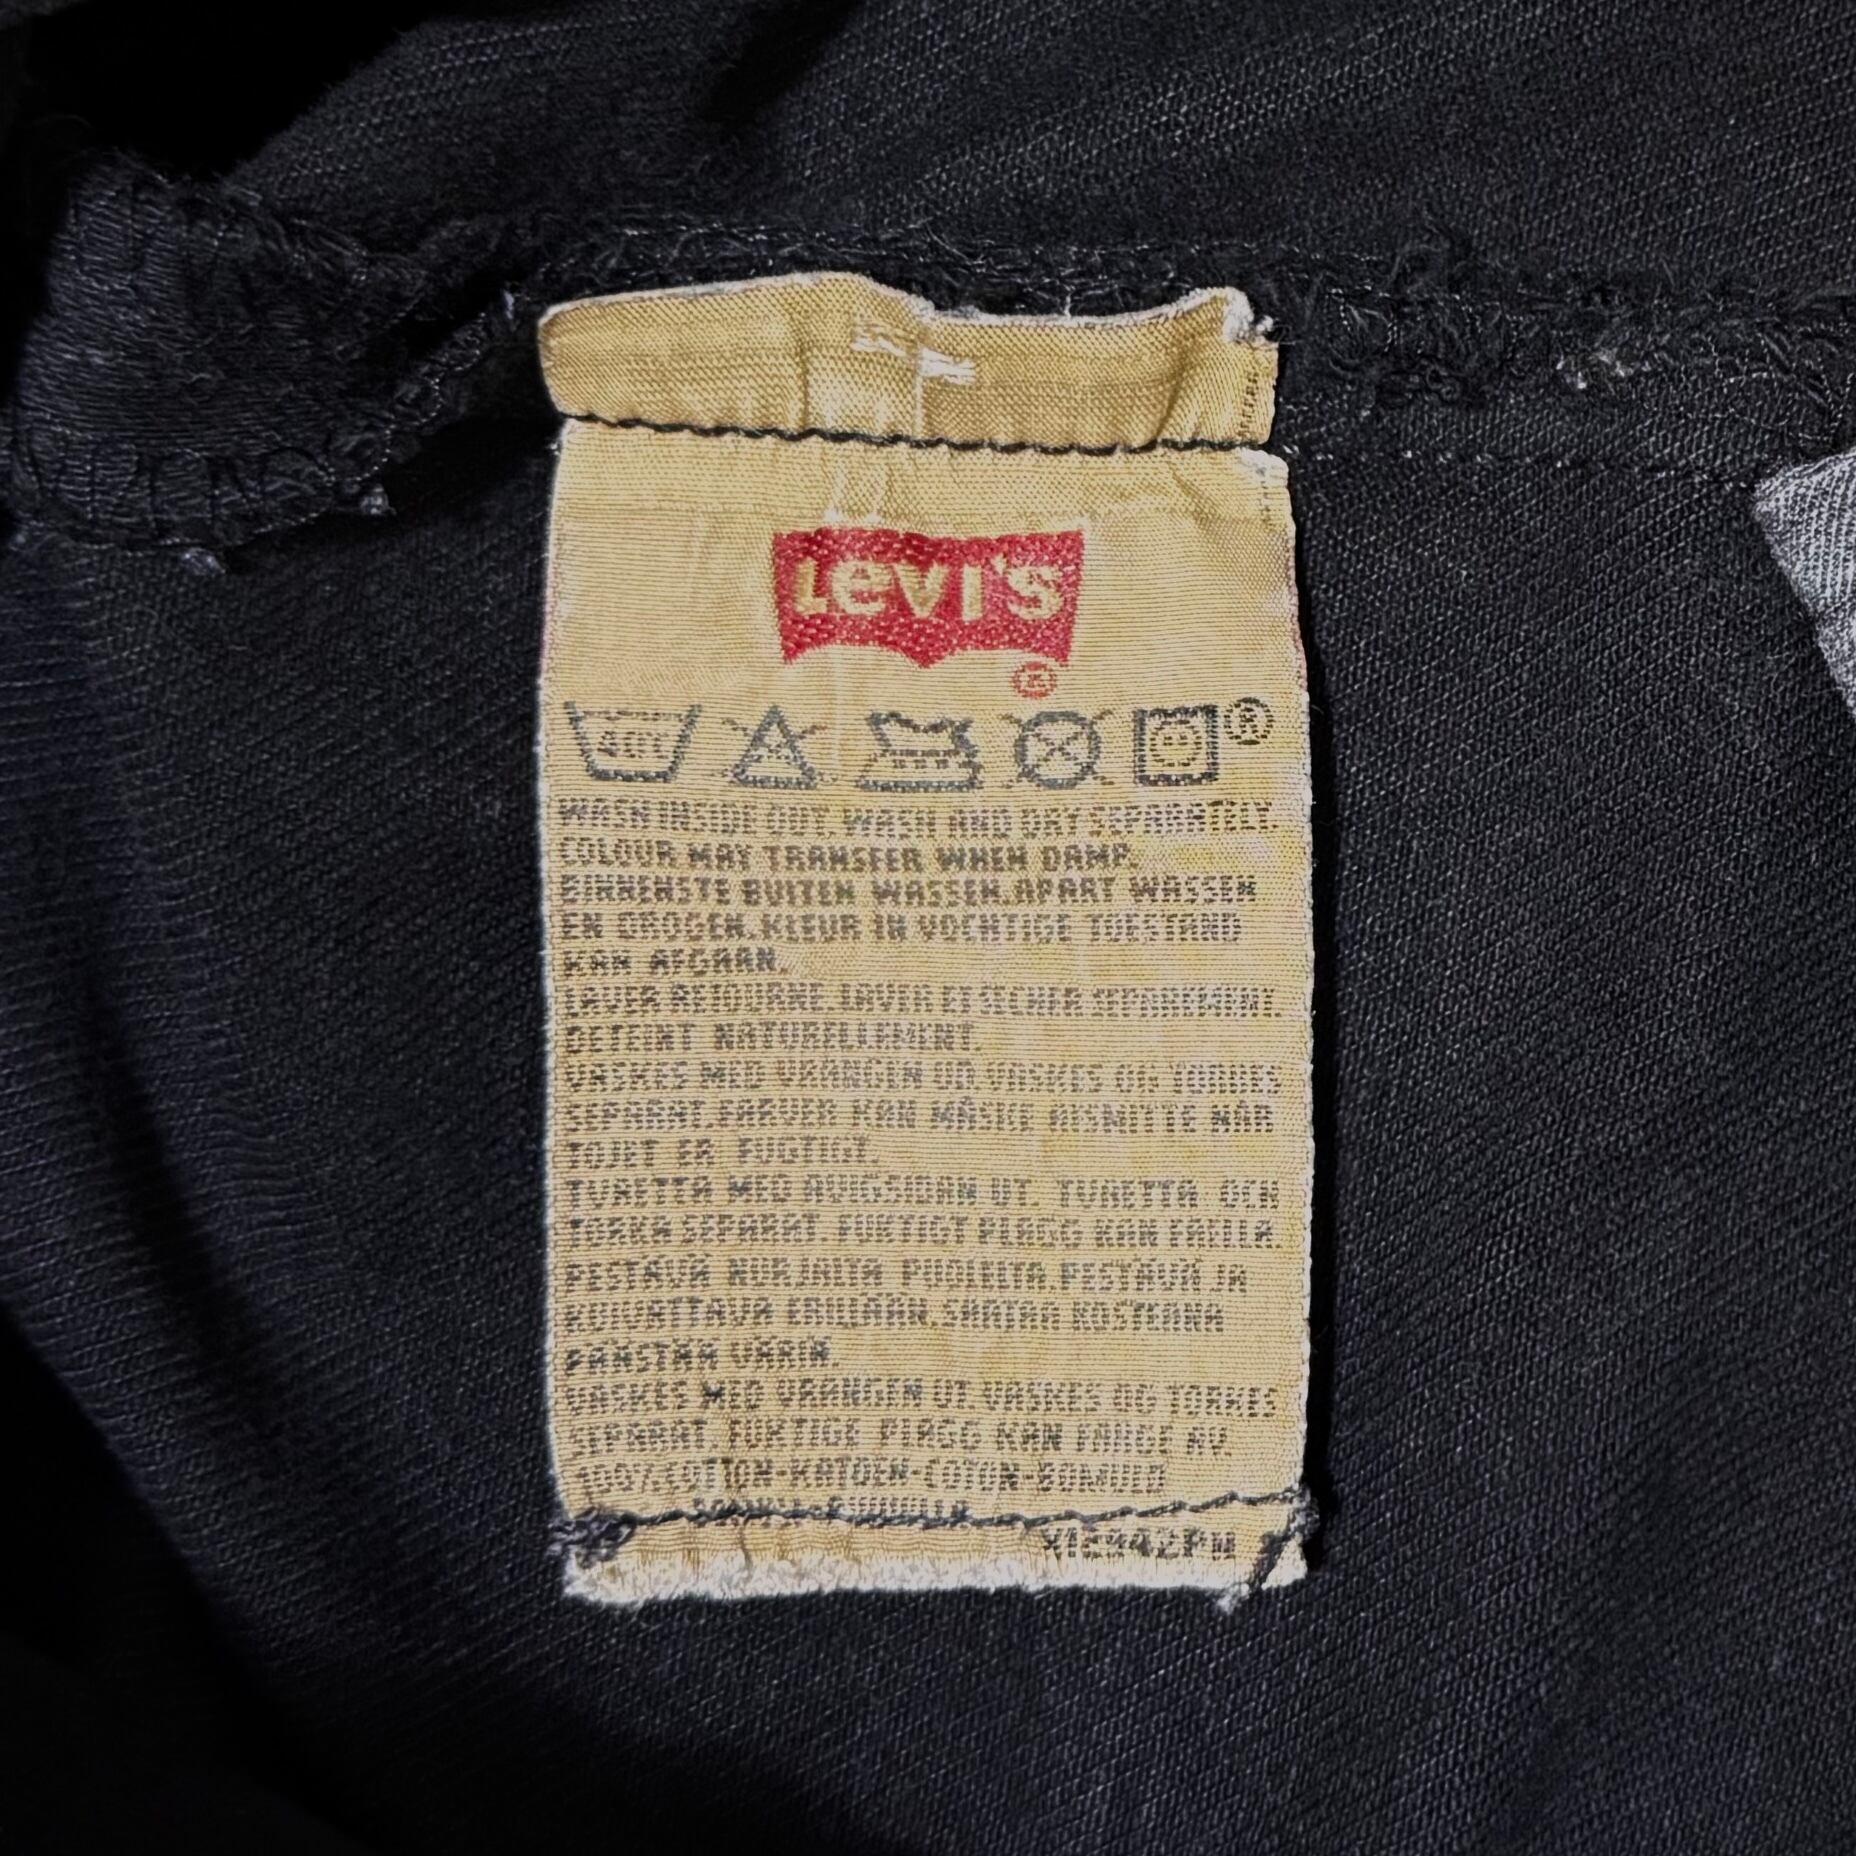 Levi's
®
40°C
®
WASH INSIDE OUT. WASH AND DRY SEPARATELY.
COLOUR MAY TRANSFER WHEN DAMP.
BINNENSTE BUITEN WASSEN. APART WASSEN
EN DROGEN. KLEUR IN VOCHTIGE TOESTAND
KAN AFGAAN.
LAVER RETOURNE. LAVER ET SECHER SEPAREMENT.
DETEINT NATURELLEMENT.
VASKES MED VRANGEN UD. VASKES OG TØRRES
SEPARAT. FARVER KAN MÅSKE AFSMITTE NÅR
TØJET ER FUGTIGT.
TVÄTTA MED AVIGSIDAN UT. TVÄTTA OCH
TORKA SEPARAT. FUKTIGT PLAGG KAN FÄLLA.
PESTÄVÄ NURJALTA PUOLELTA. PESTÄVÄ JA
KUIVATTAVA ERILLÄÄN. SAATAA KOSTEANA
PÄÄSTÄÄ VÄRIÄ.
VASKES MED VRANGEN UT. VASKES OG TØRKES
SEPARAT. FUKTIGE PLAGG KAN FARGE AV.
100% COTTON-KATOEN-COTON-BOMULD